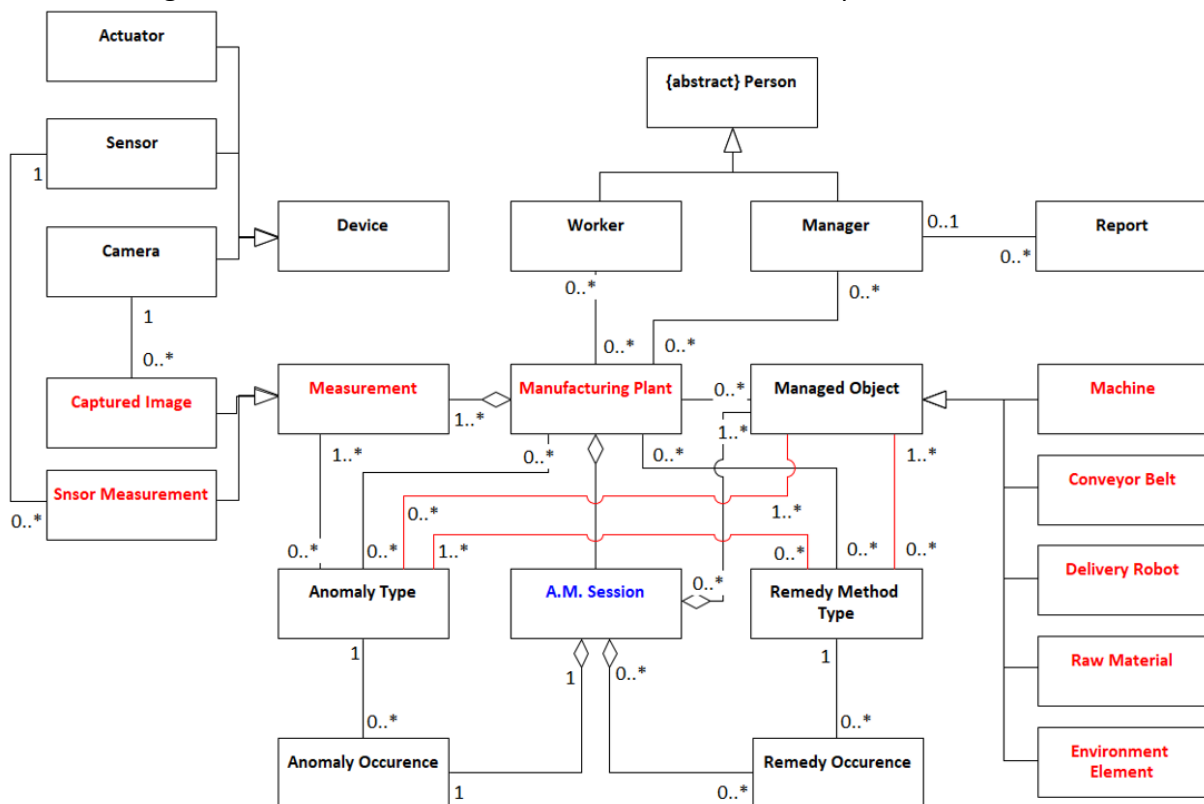 Actuator
{abstract} Person
Sensor
1
Device
Worker
Manager
0..1
Report
0..*
Camera
0..*
0..*
1
0..*
0..*
0..*
Captured Image
Measurement
1..*
Manufacturing Plant
0..*
Managed Object
1..*
Machine
1..*
0..*
0..*
1..*
Snsor Measurement
0..*
Conveyor Belt
0..*
1..*
0..*
0..*
1..*
0..*
0..*
0..*
Anomaly Type
A.M. Session
0..*
Remedy Method
Type
Delivery Robot
1
1
0..*
1
Raw Material
0..*
0..*
Anomaly Occurence
1
0..*
Remedy Occurence
Environment
Element